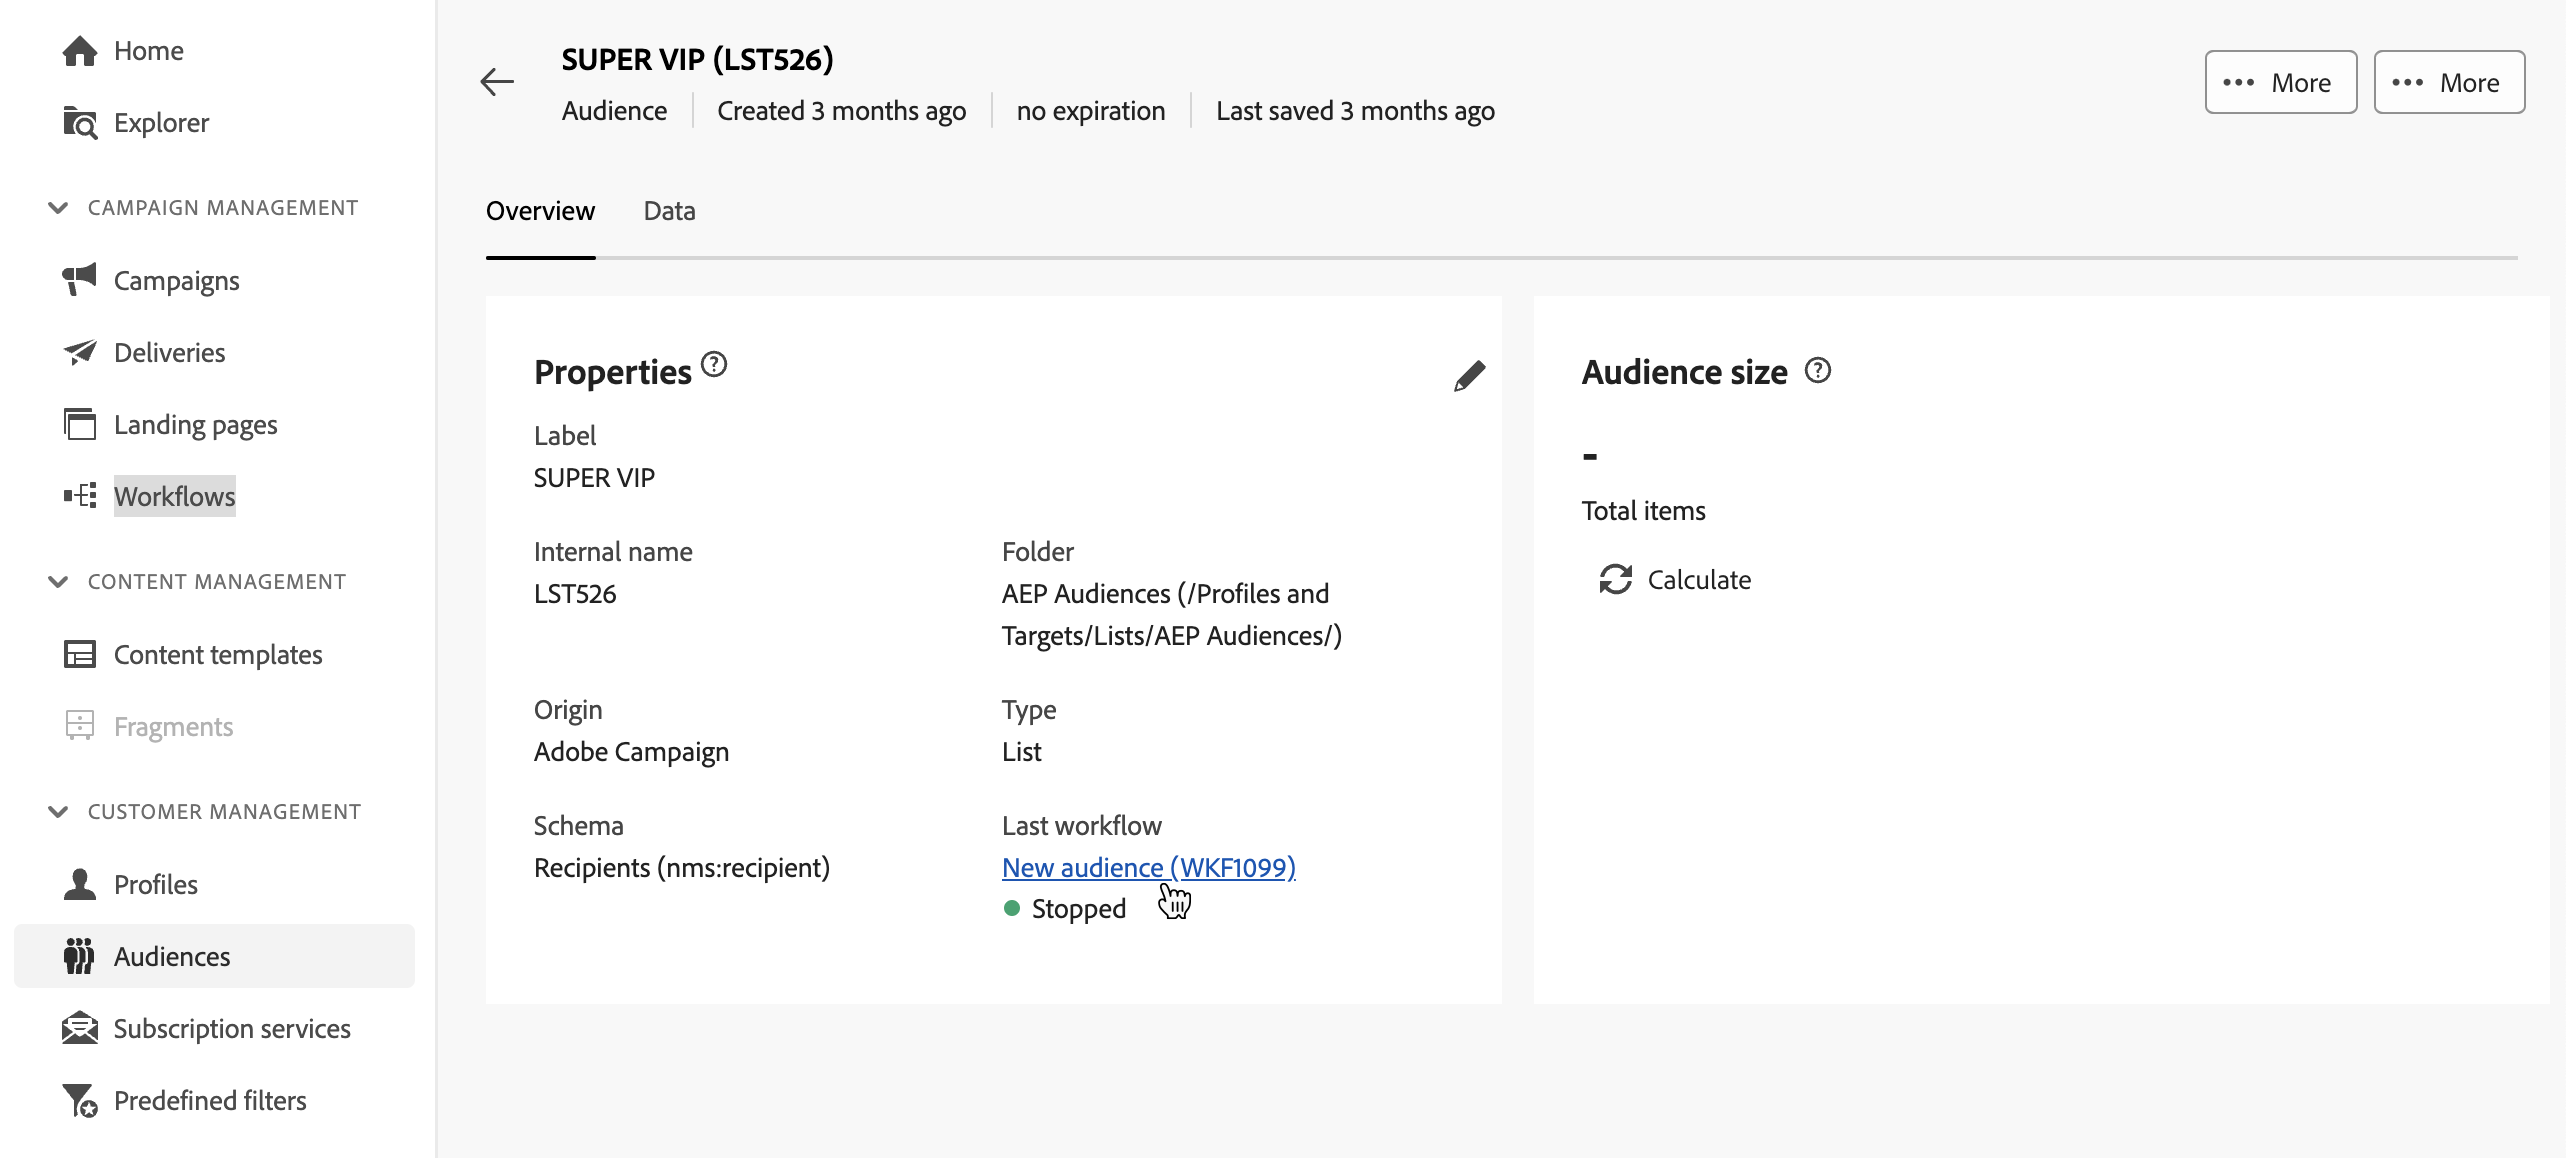 Home
Explorer
CAMPAIGN MANAGEMENT
Campaigns
Deliveries
Landing pages
Workflows
CONTENT MANAGEMENT
Content templates
Fragments
CUSTOMER MANAGEMENT
Profiles
Audiences
Subscription services
Predefined filters
SUPER VIP (LST526)
Audience
Created 3 months ago
no expiration
Last saved 3 months ago
More
More
Overview
Data
Properties
Label
SUPER VIP
Internal name
LST526
Folder
AEP Audiences (/Profiles and
Targets/Lists/AEP Audiences/)
Origin
Adobe Campaign
Type
List
Schema
Recipients (nms:recipient)
Last workflow
New audience (WKF1099)
Stopped
Audience size
-
Total items
Calculate